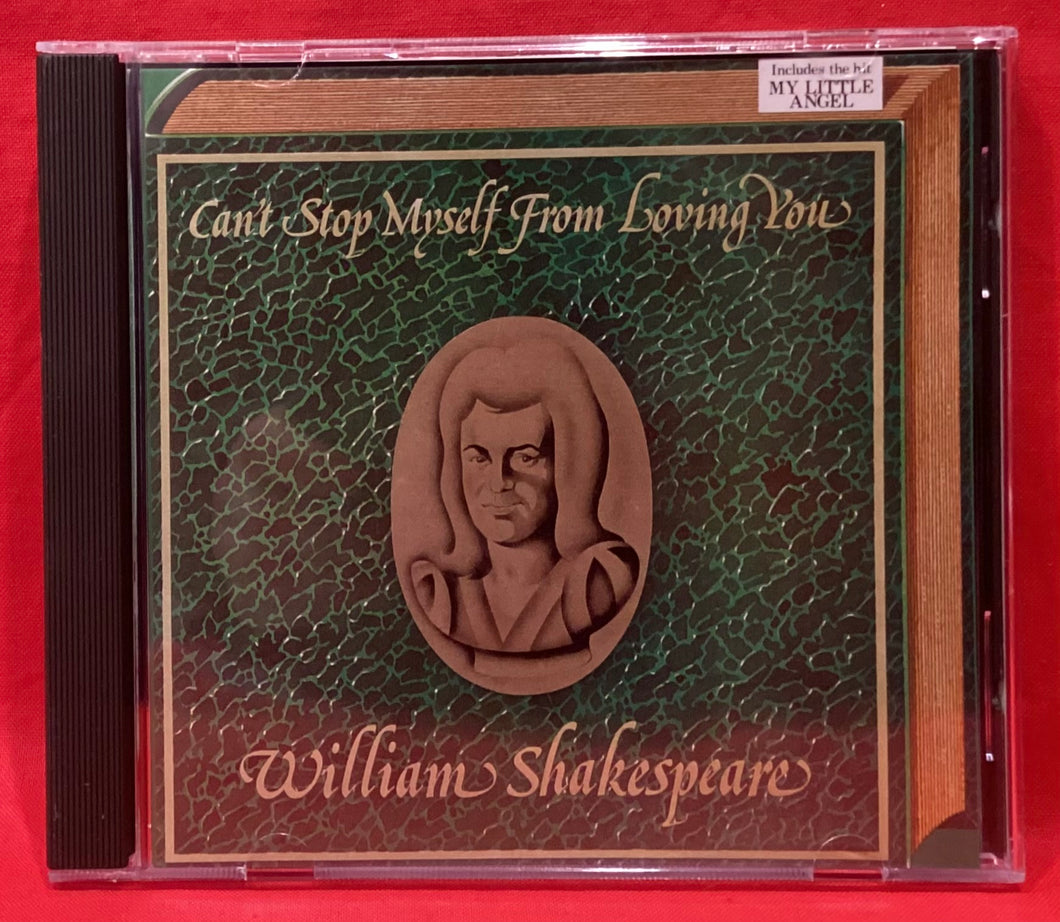 Includes the hit
MY LITTLE
ANGEL
Can't Stop Myself From Loving You
William Shakespeare